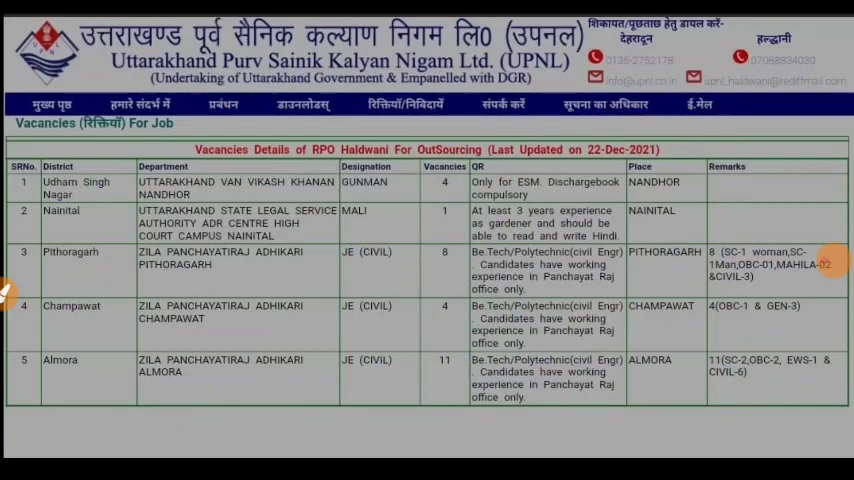 उत्तराखण्ड पूर्व सैनिक कल्याण निगम लि0 (उपनल)
Uttarakhand Purv Sainik Kalyan Nigam Ltd. (UPNL)
(Undertaking of Uttarakhand Government & Empanelled with DGR)
शिकायत/पूछताछ हेतु डायल करें-
देहरादून हल्द्वानी
0135-2752178 07088834030
info@upnl.co.in upnl_haldwani@rediffmail.com
UPNL
मुख्य पृष्ठ हमारे संदर्भ में प्रबंधन डाउनलोडस् रिक्तियॉ/निविदायें संपर्क करें सूचना का अधिकार ई.मेल
Vacancies (रिक्तियॉ) For Job
Vacancies Details of RPO Haldwani For OutSourcing (Last Updated on 22-Dec-2021)
SRNo. District Department Designation Vacancies QR Place Remarks
1 Udham Singh UTTARAKHAND VAN VIKASH KHANAN GUNMAN 4 Only for ESM. Dischargebook NANDHOR
Nagar NANDHOR compulsory
2 Nainital UTTARAKHAND STATE LEGAL SERVICE MALI 1 At least 3 years experience NAINITAL
AUTHORITY ADR CENTRE HIGH as gardener and should be
COURT CAMPUS NAINITAL able to read and write Hindi.
3 Pithoragarh ZILA PANCHAYATIRAJ ADHIKARI JE (CIVIL) 8 Be.Tech/Polytechnic(civil Engr) PITHORAGARH 8 (SC-1 woman,SC-
PITHORAGARH . Candidates have working 1Man,OBC-01,MAHILA-02
experience in Panchayat Raj &CIVIL-3)
office only.
4 Champawat ZILA PANCHAYATIRAJ ADHIKARI JE (CIVIL) 4 Be.Tech/Polytechnic(civil Engr) CHAMPAWAT 4(OBC-1 & GEN-3)
CHAMPAWAT . Candidates have working
experience in Panchayat Raj
office only.
5 Almora ZILA PANCHAYATIRAJ ADHIKARI JE (CIVIL) 11 Be.Tech/Polytechnic(civil Engr) ALMORA 11(SC-2,OBC-2, EWS-1 &
ALMORA . Candidates have working CIVIL-6)
experience in Panchayat Raj
office only.